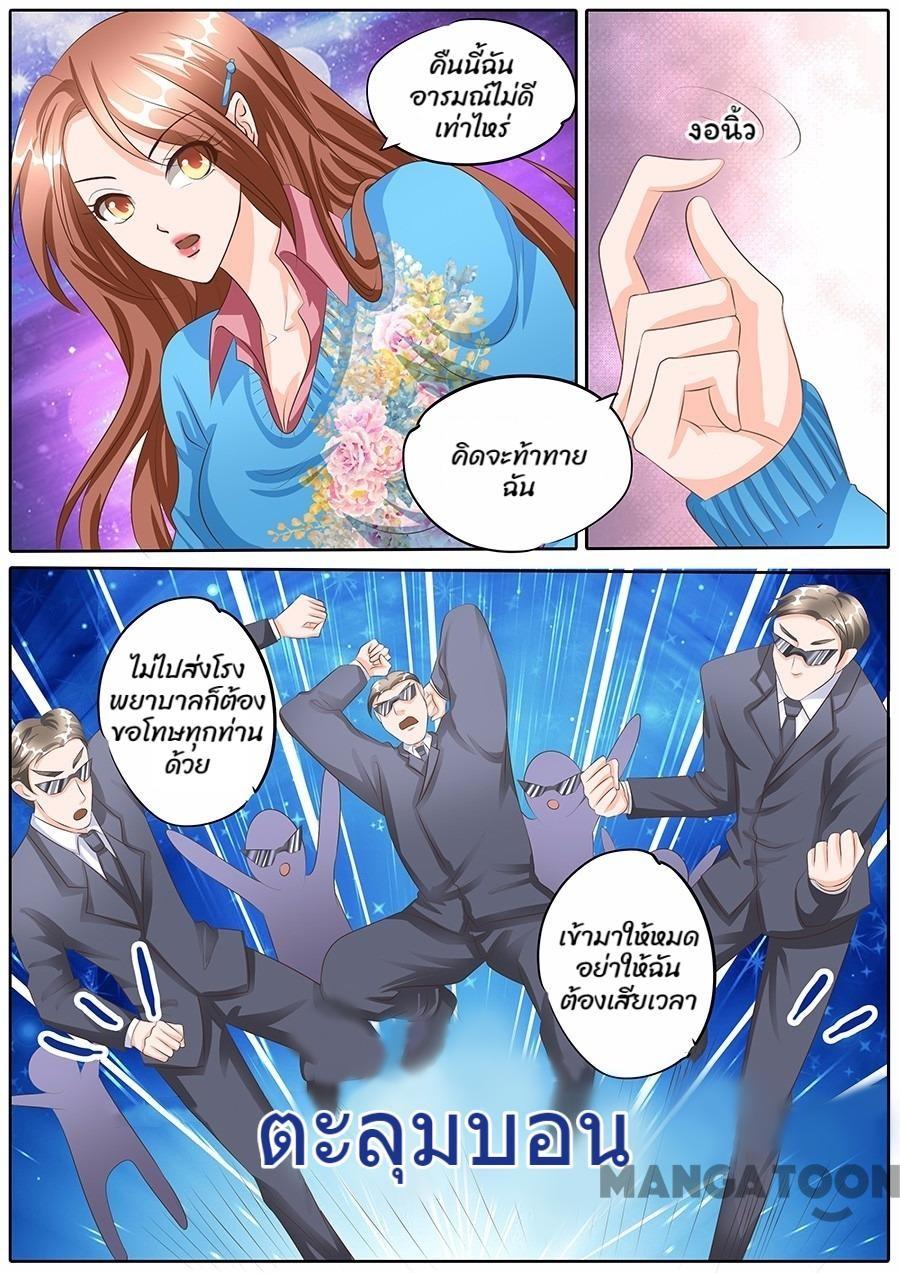 คืนนี้ฉัน
อารมณ์ไม่ดี
เท่าไหร่
งอนิ้ว
คิดจะท้าทาย
ฉัน
ไม่ไปส่งโรง
พยาบาลก็ต้อง
ขอโทษทุกท่าน
ด้วย
เข้ามาให้หมด
อย่าให้ฉัน
ต้องเสียเวลา
ตะลุมบอน
MANGATOON